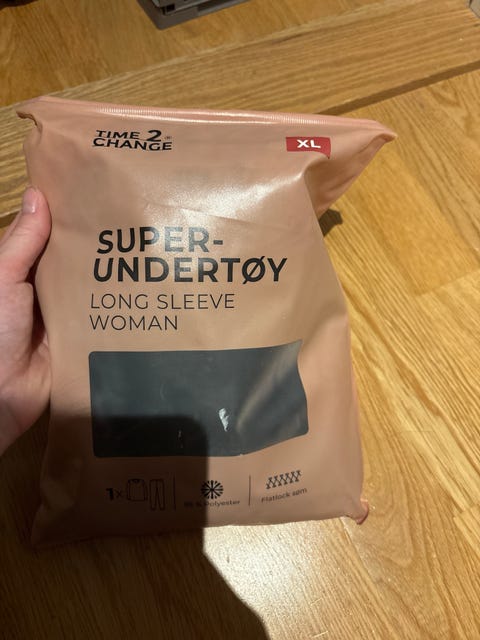 TIME 2®
CHANGE
XL
SUPER-
UNDERTØY
LONG SLEEVE
WOMAN
1x
% Polyester
Flatlock søm